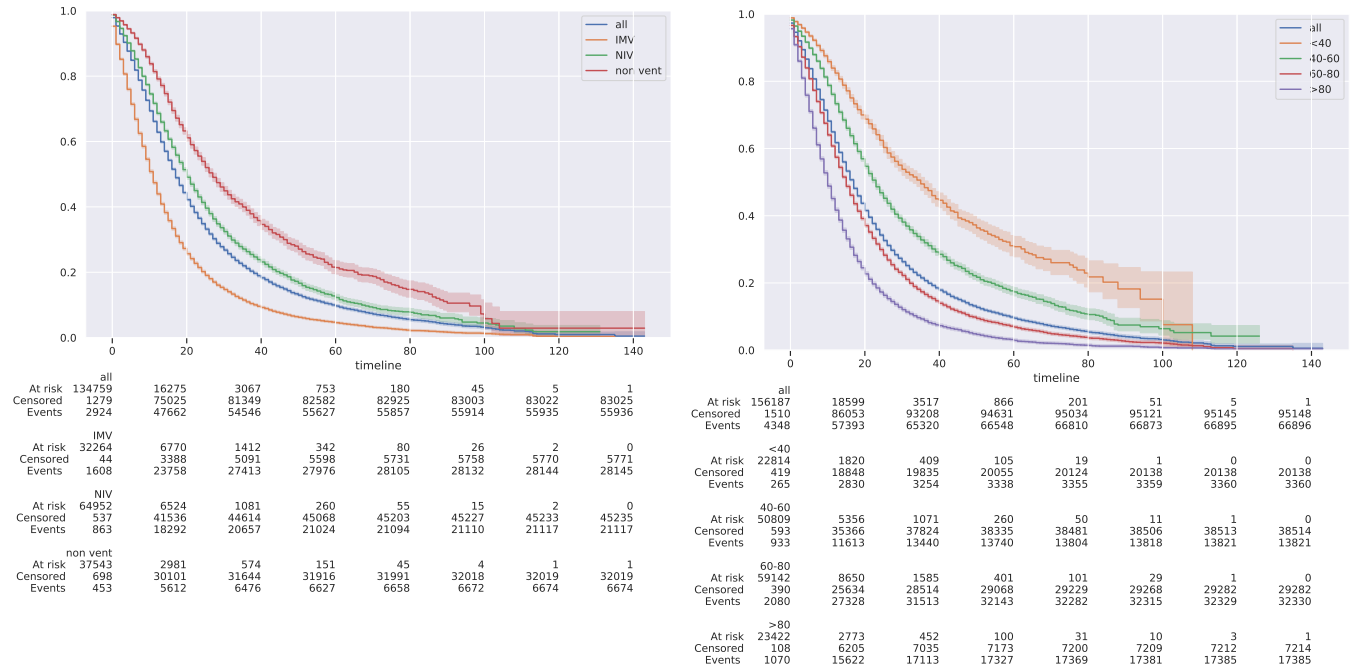 1.0
0.8
0.6
0.4
0.2
0.0
all
IMV
NIV
non vent
0 20 40 60 80 100 120 140
timeline
all
At risk 134759 16275 3067 753 180 45 5 1
Censored 1279 75025 81349 82582 82925 83003 83022 83025
Events 2924 47662 54546 55627 55857 55914 55935 55936
IMV
At risk 32264 6770 1412 342 80 26 2 0
Censored 44 3388 5091 5598 5731 5758 5770 5771
Events 1608 23758 27413 27976 28105 28132 28144 28145
NIV
At risk 64952 6524 1081 260 55 15 2 0
Censored 537 41536 44614 45068 45203 45227 45233 45235
Events 863 18292 20657 21024 21094 21110 21117 21117
non vent
At risk 37543 2981 574 151 45 4 1 1
Censored 698 30101 31644 31916 31991 32018 32019 32019
Events 453 5612 6476 6627 6658 6672 6674 6674
1.0
0.8
0.6
0.4
0.2
0.0
all
<40
40-60
60-80
>80
0 20 40 60 80 100 120 140
timeline
all
At risk 156187 18599 3517 866 201 51 5 1
Censored 1510 86053 93208 94631 95034 95121 95145 95148
Events 4348 57393 65320 66548 66810 66873 66895 66896
<40
At risk 22814 1820 409 105 19 1 0 0
Censored 419 18848 19835 20055 20124 20138 20138 20138
Events 265 2830 3254 3338 3355 3359 3360 3360
40-60
At risk 50809 5356 1071 260 50 11 1 0
Censored 593 35366 37824 38335 38481 38506 38513 38514
Events 933 11613 13440 13740 13804 13818 13821 13821
60-80
At risk 59142 8650 1585 401 101 29 1 0
Censored 390 25634 28514 29068 29229 29268 29282 29282
Events 2080 27328 31513 32143 32282 32315 32329 32330
>80
At risk 23422 2773 452 100 31 10 3 1
Censored 108 6205 7035 7173 7200 7209 7212 7214
Events 1070 15622 17113 17327 17369 17381 17385 17385